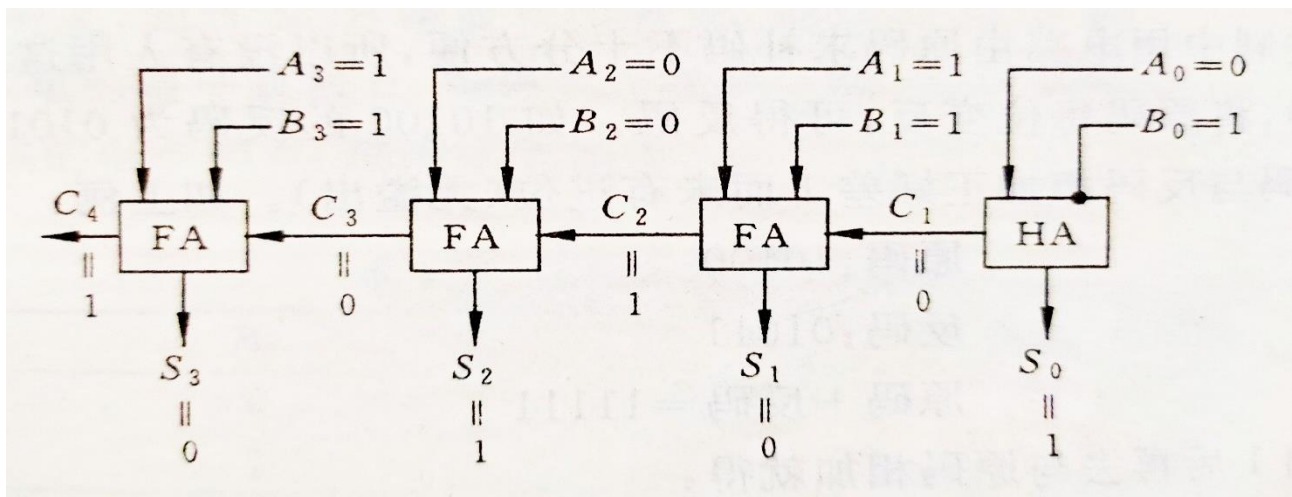 A₃=1 A₂=0 A₁=1 A₀=0
B₃=1 B₂=0 B₁=1 B₀=1
C₄ FA C₃ FA C₂ FA C₁ HA
= = = =
1 0 1 0
S₃ S₂ S₁ S₀
= = = =
0 1 0 1